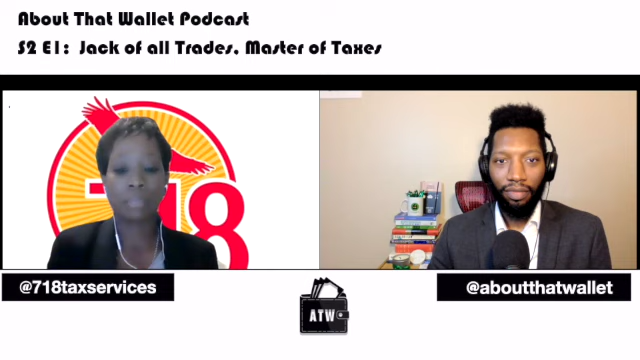 About That Wallet Podcast
S2 E1: Jack of all Trades, Master of Taxes
718
@718taxservices
@aboutthatwallet
ATW